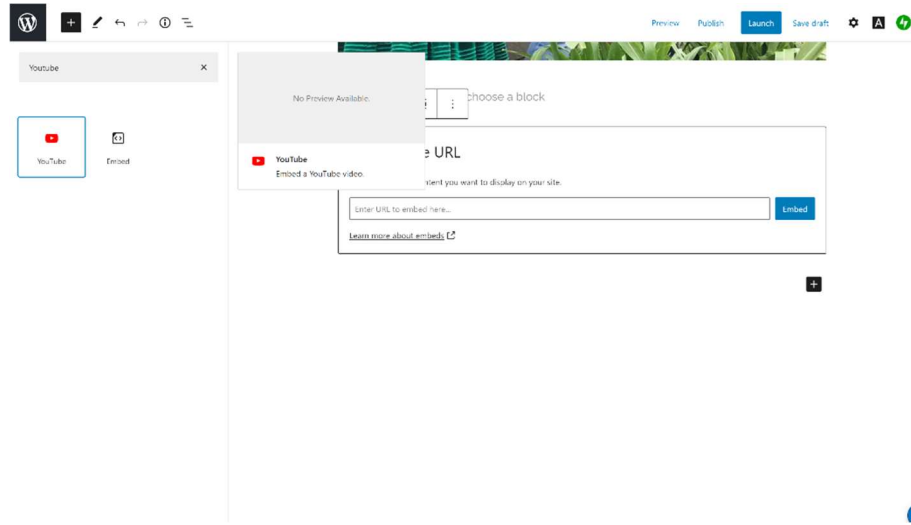 Preview Publish Launch Save draft
Youtube
YouTube
Embed
No Preview Available.
YouTube
Embed a YouTube video.
choose a block
URL
content you want to display on your site.
Enter URL to embed here...
Embed
Learn more about embeds